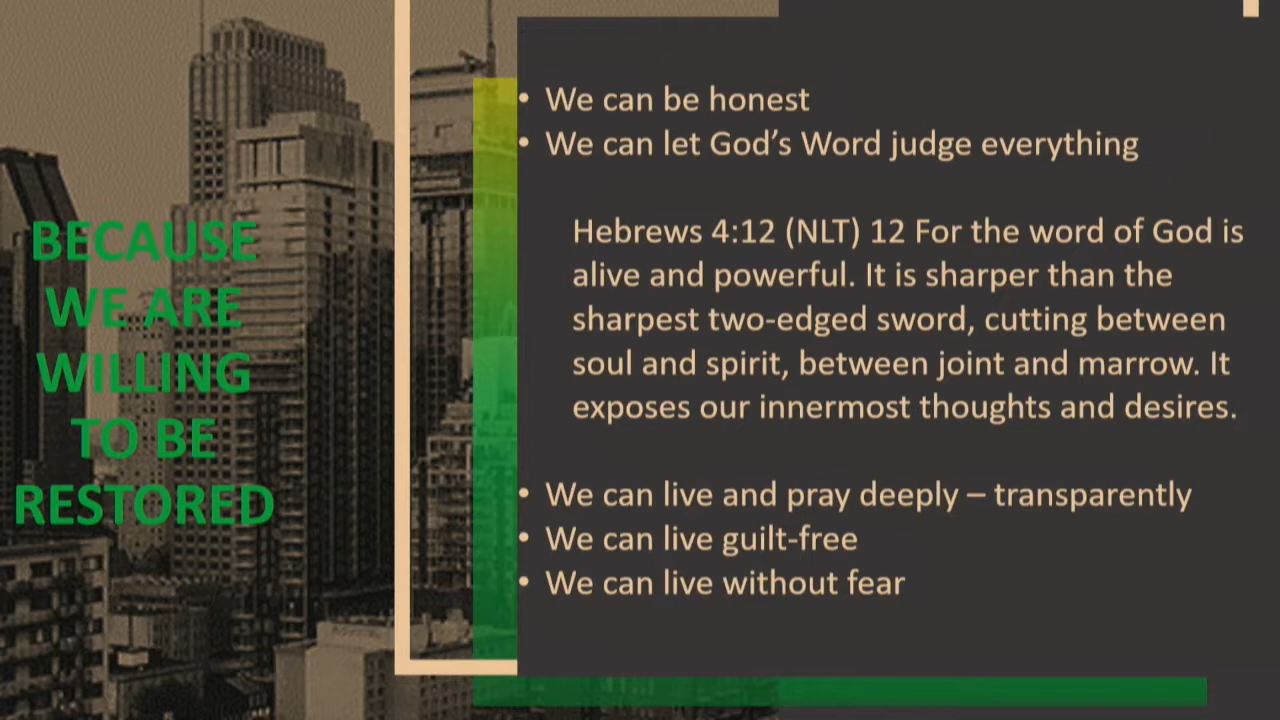 BECAUSE
WE ARE
WILLING
TO BE
RESTORED
• We can be honest
• We can let God’s Word judge everything
Hebrews 4:12 (NLT) 12 For the word of God is
alive and powerful. It is sharper than the
sharpest two-edged sword, cutting between
soul and spirit, between joint and marrow. It
exposes our innermost thoughts and desires.
• We can live and pray deeply – transparently
• We can live guilt-free
• We can live without fear